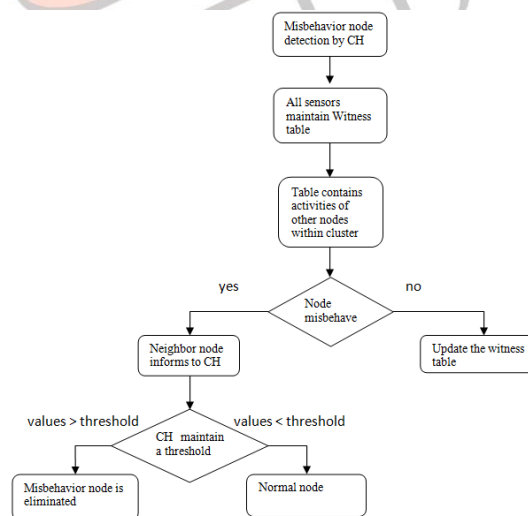 Misbehavior node
detection by CH
All sensors
maintain Witness
table
Table contains
activities of
other nodes
within cluster
yes
no
Node
misbehave
Neighbor node
informs to CH
Update the witness
table
values > threshold
values < threshold
CH maintain
a threshold
Misbehavior node is
eliminated
Normal node